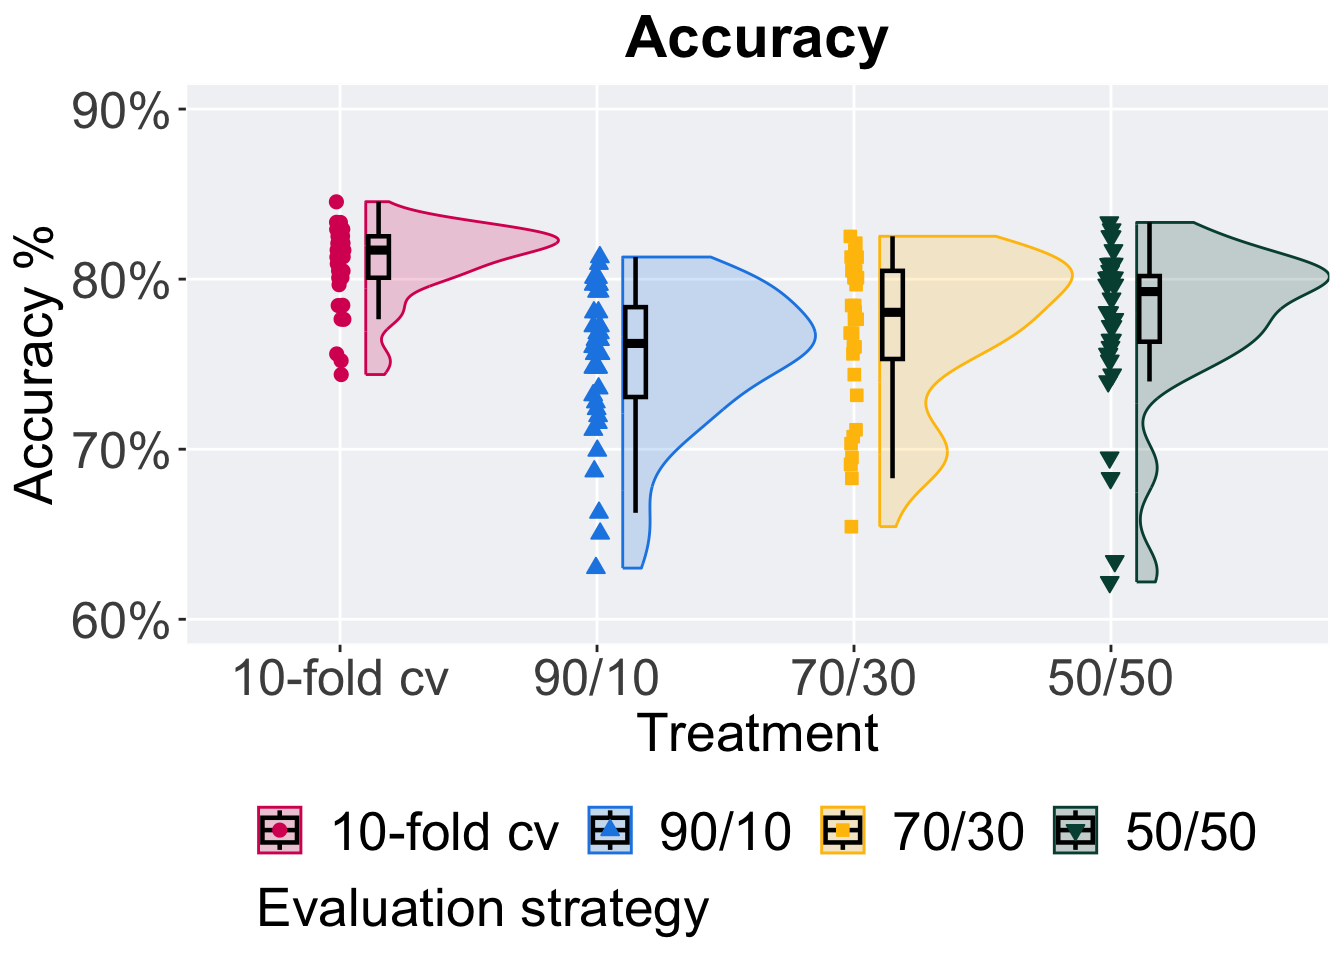 Accuracy
90%
80%
70%
60%
Accuracy %
10-fold cv 90/10 70/30 50/50
Treatment
10-fold cv 90/10 70/30 50/50
Evaluation strategy